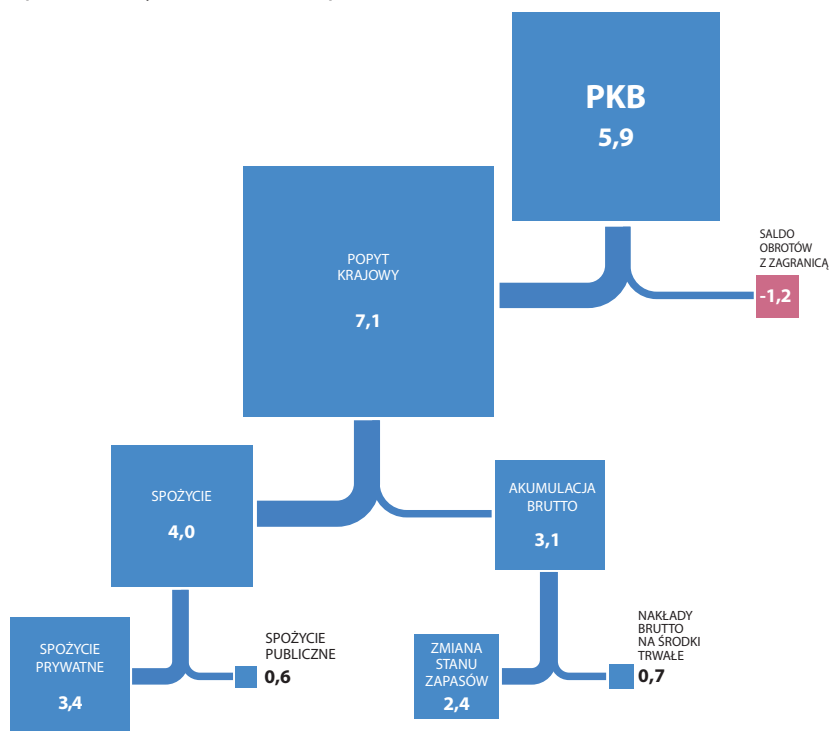 PKB
5,9
SALDO
OBROTÓW
Z ZAGRANICĄ
-1,2
POPYT
KRAJOWY
7,1
SPOŻYCIE
4,0
AKUMULACJA
BRUTTO
3,1
SPOŻYCIE
PRYWATNE
3,4
SPOŻYCIE
PUBLICZNE
0,6
ZMIANA
STANU
ZAPASÓW
2,4
NAKŁADY
BRUTTO
NA ŚRODKI
TRWAŁE
0,7